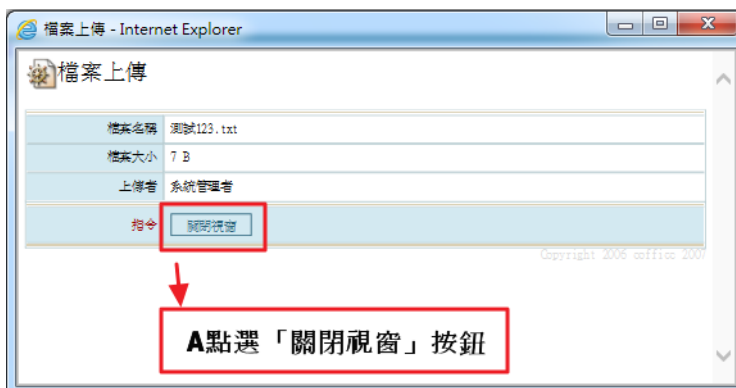 檔案上傳 - Internet Explorer
檔案上傳
檔案名稱 測試123.txt
檔案大小 7 B
上傳者 系統管理者
指令 關閉視窗
Copyright 2006 coffice 2007
A點選「關閉視窗」按鈕